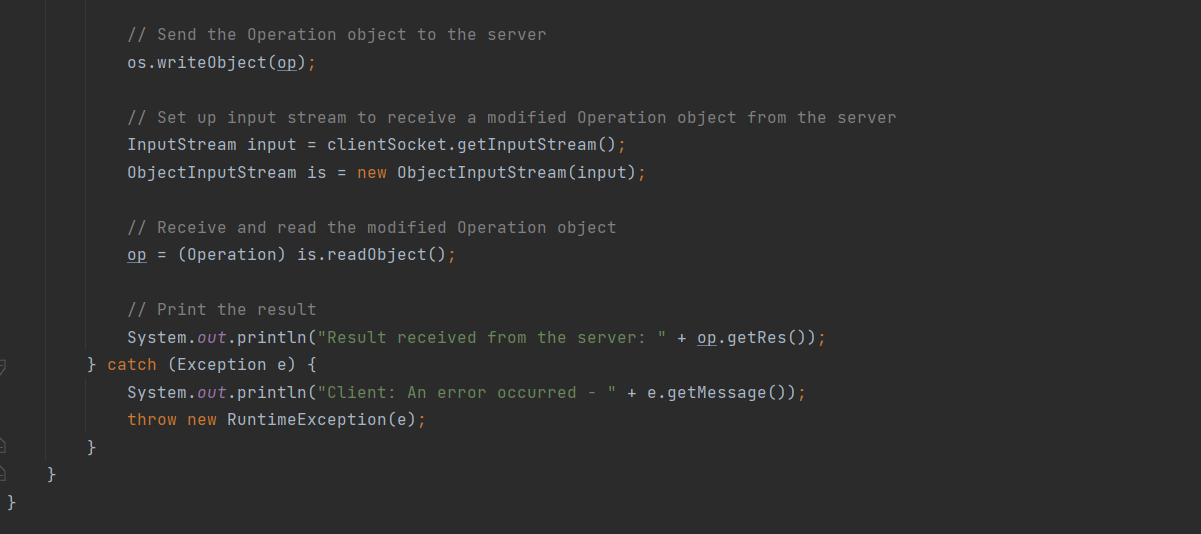 // Send the Operation object to the server
os.writeObject(op);
// Set up input stream to receive a modified Operation object from the server
InputStream input = clientSocket.getInputStream();
ObjectInputStream is = new ObjectInputStream(input);
// Receive and read the modified Operation object
op = (Operation) is.readObject();
// Print the result
System.out.println("Result received from the server: " + op.getRes());
} catch (Exception e) {
System.out.println("Client: An error occurred - " + e.getMessage());
throw new RuntimeException(e);
}
}
}